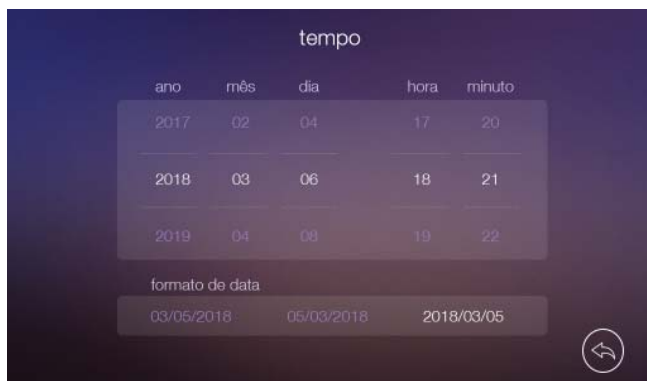 tempo
ano mês dia hora minuto
2017 02 04 17 20
2018 03 06 18 21
2019 04 08 19 22
formato de data
03/05/2018 05/03/2018 2018/03/05